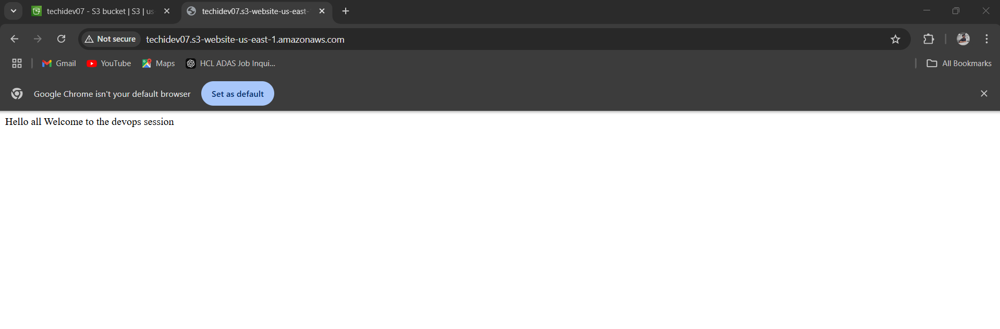 techidev07 - S3 bucket | S3 | us-
techidev07.s3-website-us-east-
Not secure
techidev07.s3-website-us-east-1.amazonaws.com
Gmail
YouTube
Maps
HCL ADAS Job Inqui...
All Bookmarks
Google Chrome isn't your default browser
Set as default
Hello all Welcome to the devops session